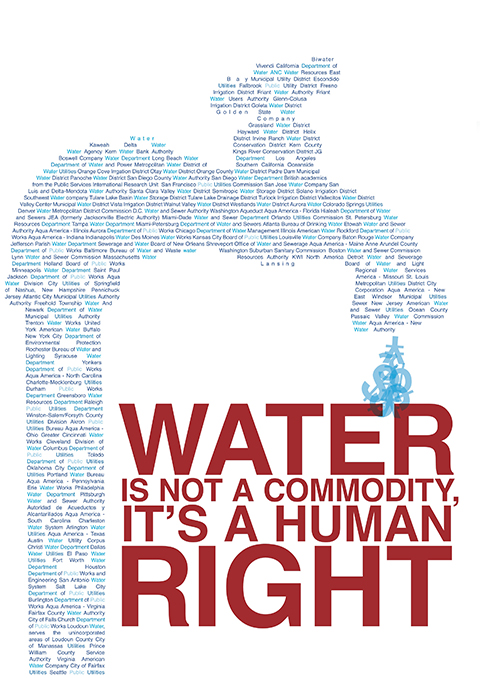 Biwater
Vivendi Calgon Department of
Water ANC Water Resources East
Bay Municipal Utility District Escondido
Utilities Fallbrook Public Utility District Fresno
Irrigation District Friant Water Authority Friant
Water Users Authority Glenn-Colusa
Irrigation District Goleta Water District
Golden State Water
Company
Grassland Water District
Hayward Water District Helix
District Irvine Ranch Water District
Water Conservation District Kern County
Kaweah Delta Water Kings River Conservation District JG
Water Agency Kern Water Bank Authority Department Los Angeles
Boswell Company Water Department Long Beach Water Southern California Oceanside
Department of Water and Power Metropolitan Water District of
Water Utilities Orange Cove Irrigation District Otay Water District Orange County Water District Padre Dam Municipal
Water District Panoche Water District San Diego County Water Authority San Diego Water Department British academics
from the Public Services International Research Unit San Francisco Public Utilities Commission San Jose Water Company San
Luis and Delta-Mendota Water Authority Santa Clara Valley Water District Semitropic Water Storage District Solano Irrigation District
Southwest Water company Tulare Lake Basin Water Storage District Tulare Lake Drainage District Turlock Irrigation District Vallecitos Water District
Valley Center Municipal Water District Vista Irrigation District Walnut Valley Water District Westlands Water District Aurora Water Colorado Springs Utilities
Denver Water Metropolitan District Commission D.C. Water and Sewer Authority Washington Aqueduct Aqua America - Florida Hialeah Department of Water
and Sewers JEA (formerly Jacksonville Electric Authority) Miami-Dade Water and Sewer Department Orlando Utilities Commission St. Petersburg Water
Resources Department Tampa Water Department Miami-Petersburg Department of Water and Sewers Atlanta Bureau of Drinking Water Etowah Water and Sewer
Authority Aqua America - Illinois Aurora Department of Public Works Chicago Department of Water Management Illinois American Water Rockford Department of Public
Works Aqua America - Indiana Indianapolis Water Des Moines Water Works Kansas City Board of Public Utilities Louisville Water Company Baton Rouge Water Company
Jefferson Parish Water Department Sewerage and Water Board of New Orleans Shreveport Office of Water and Sewerage Aqua America - Maine Anne Arundel County
Department of Public Works Baltimore Bureau of Water and Waste water Washington Suburban Sanitary Commission Boston Water and Sewer Commission
Lynn Water and Sewer Commission Massachusetts Water Resources Authority KWI North America Detroit Water and Sewerage
Department Holland Board of Public Works Lansing Board of Water and Light
Minneapolis Water Department Saint Paul Regional Water Services
Jackson Department of Public Works Aqua America - Missouri St. Louis
Water Division City Utilities of Springfield Metropolitan Utilities District City
of Nashua, New Hampshire Pennichuck Corporation Aqua America - New
Jersey Atlantic City Municipal Utilities Authority East Windsor Municipal Utilities
Authority Freehold Township Water And Sewer New Jersey American Water
Newark Department of Water and Sewer Utilities Ocean County
Municipal Utilities Authority Passaic Valley Water Commission
Trenton Water Works United Water Aqua America - New
York American Water Buffalo Water Authority
New York City Department of
Environmental Protection
Rochester Bureau of Water and
Lighting Syracuse Water
Department Yonkers
Department of Public Works
Aqua America - North Carolina
Charlotte-Mecklenburg Utilities
Durham Public Works
Department Greensboro Water
Resources Department Raleigh
Public Utilities Department
Winston-Salem/Forsyth County
Utilities Division Akron Public
Utilities Bureau Aqua America -
Ohio Greater Cincinnati Water
Works Cleveland Division of
Water Columbus Department of
Public Utilities Toledo
Department of Public Utilities
Oklahoma City Department of
Utilities Portland Water Bureau
Aqua America - Pennsylvania
Erie Water Works Philadelphia
Water Department Pittsburgh
Water and Sewer Authority
Autoridad de Acueductos y
Alcantarillados Aqua America -
South Carolina Charleston
Water System Arlington Water
Utilities Aqua America - Texas
Austin Water Utility Corpus
Christi Water Department Dallas
Water Utilities El Paso Water
Utilities Fort Worth Water
Department Houston
Department of Public Works and
Engineering San Antonio Water
System Salt Lake City
Department of Public Utilities
Burlington Department of Public
Works Aqua America - Virginia
Fairfax County Water Authority
City of Falls Church Department
of Public Works Loudoun Water,
serves the unincorporated
areas of Loudoun County City
of Manassas Utilities Prince
William County Service
Authority Virginia American
Water Company City of Fairfax
Utilities Seattle Public Utilities
WATER
IS NOT A COMMODITY,
IT'S A HUMAN
RIGHT